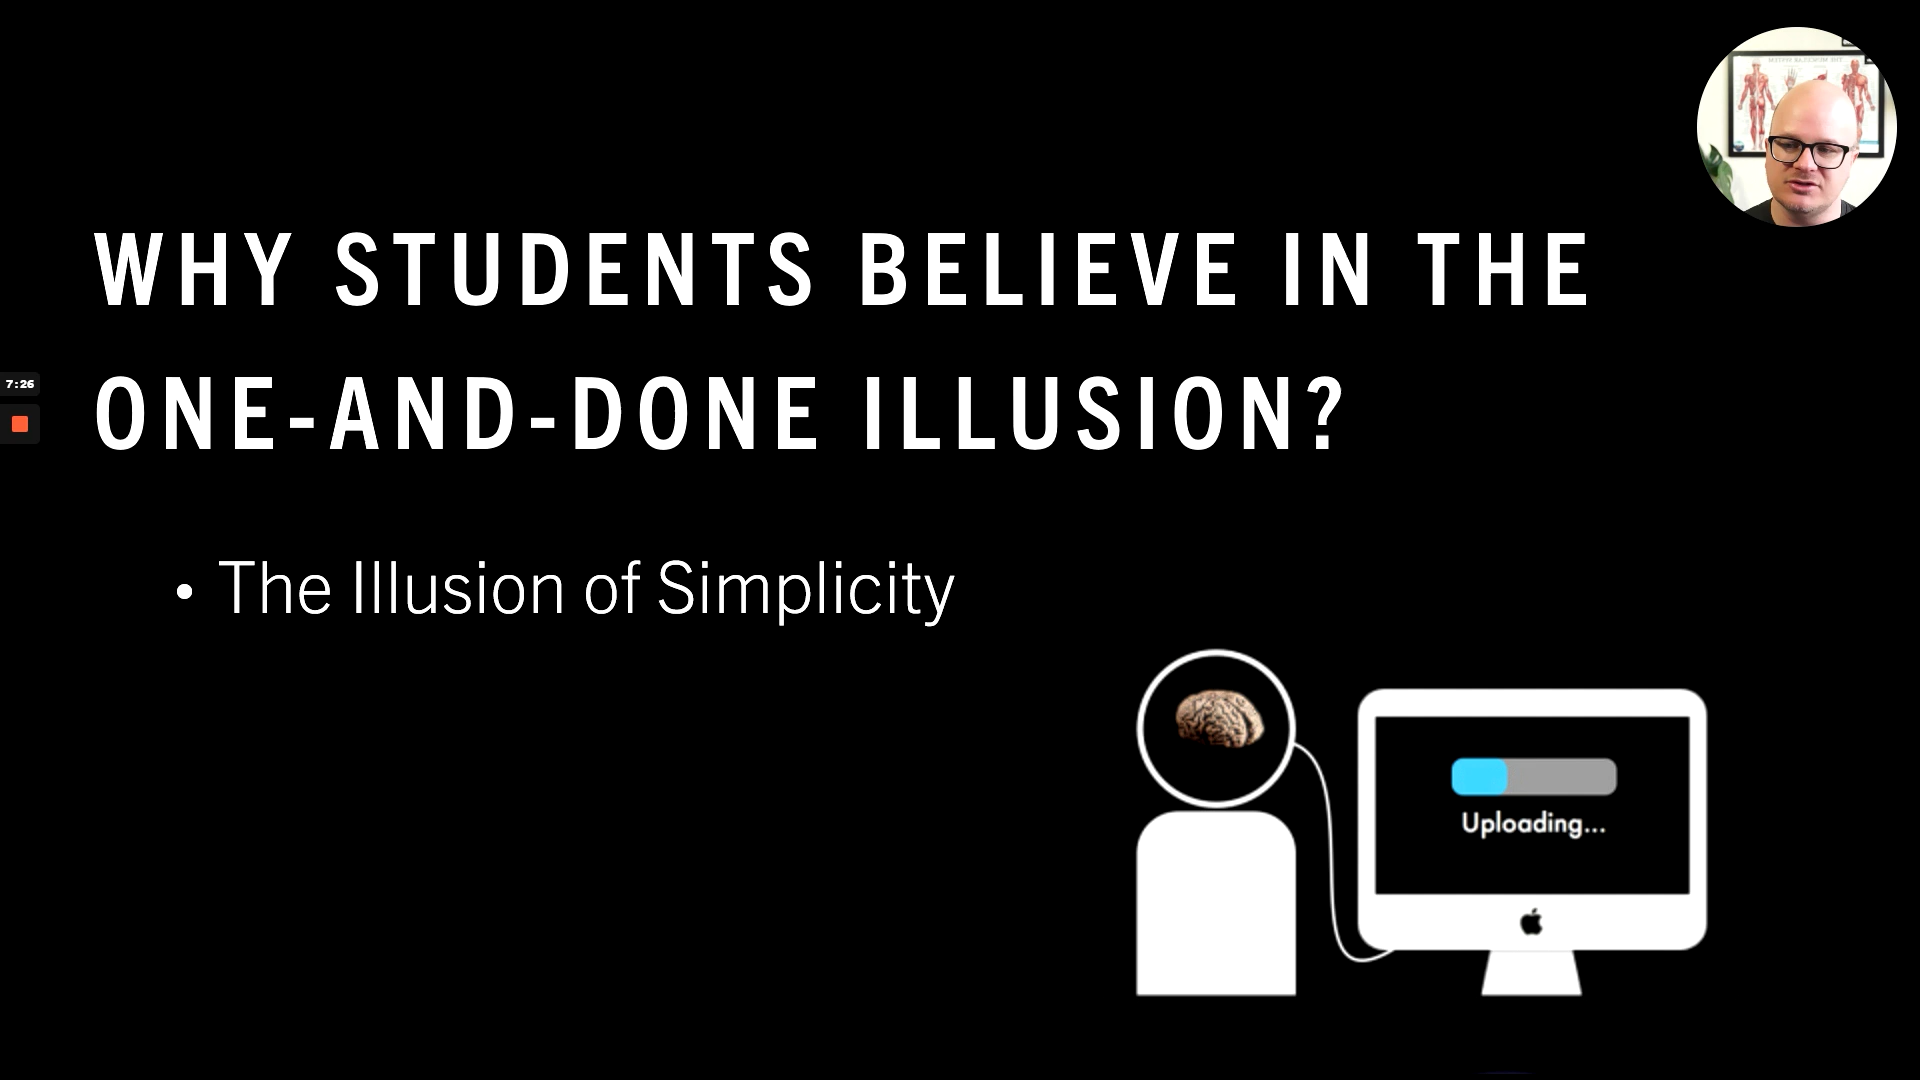 WHY STUDENTS BELIEVE IN THE
ONE-AND-DONE ILLUSION?
7:26
• The Illusion of Simplicity
Uploading...